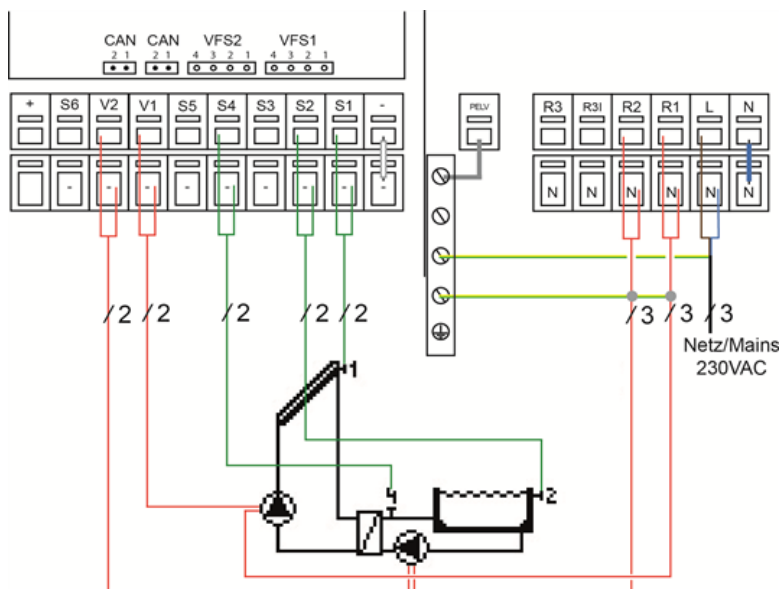 CAN CAN VFS2 VFS1
2 1 2 1 4 3 2 1 4 3 2 1
+ S6 V2 V1 S5 S4 S3 S2 S1 -
PELV
R3 R3I R2 R1 L N
- - - - - - - - -
N N N N N N
/2 /2 /2 /2 /2
/3 /3 /3
Netz/Mains
230VAC
1
4
2